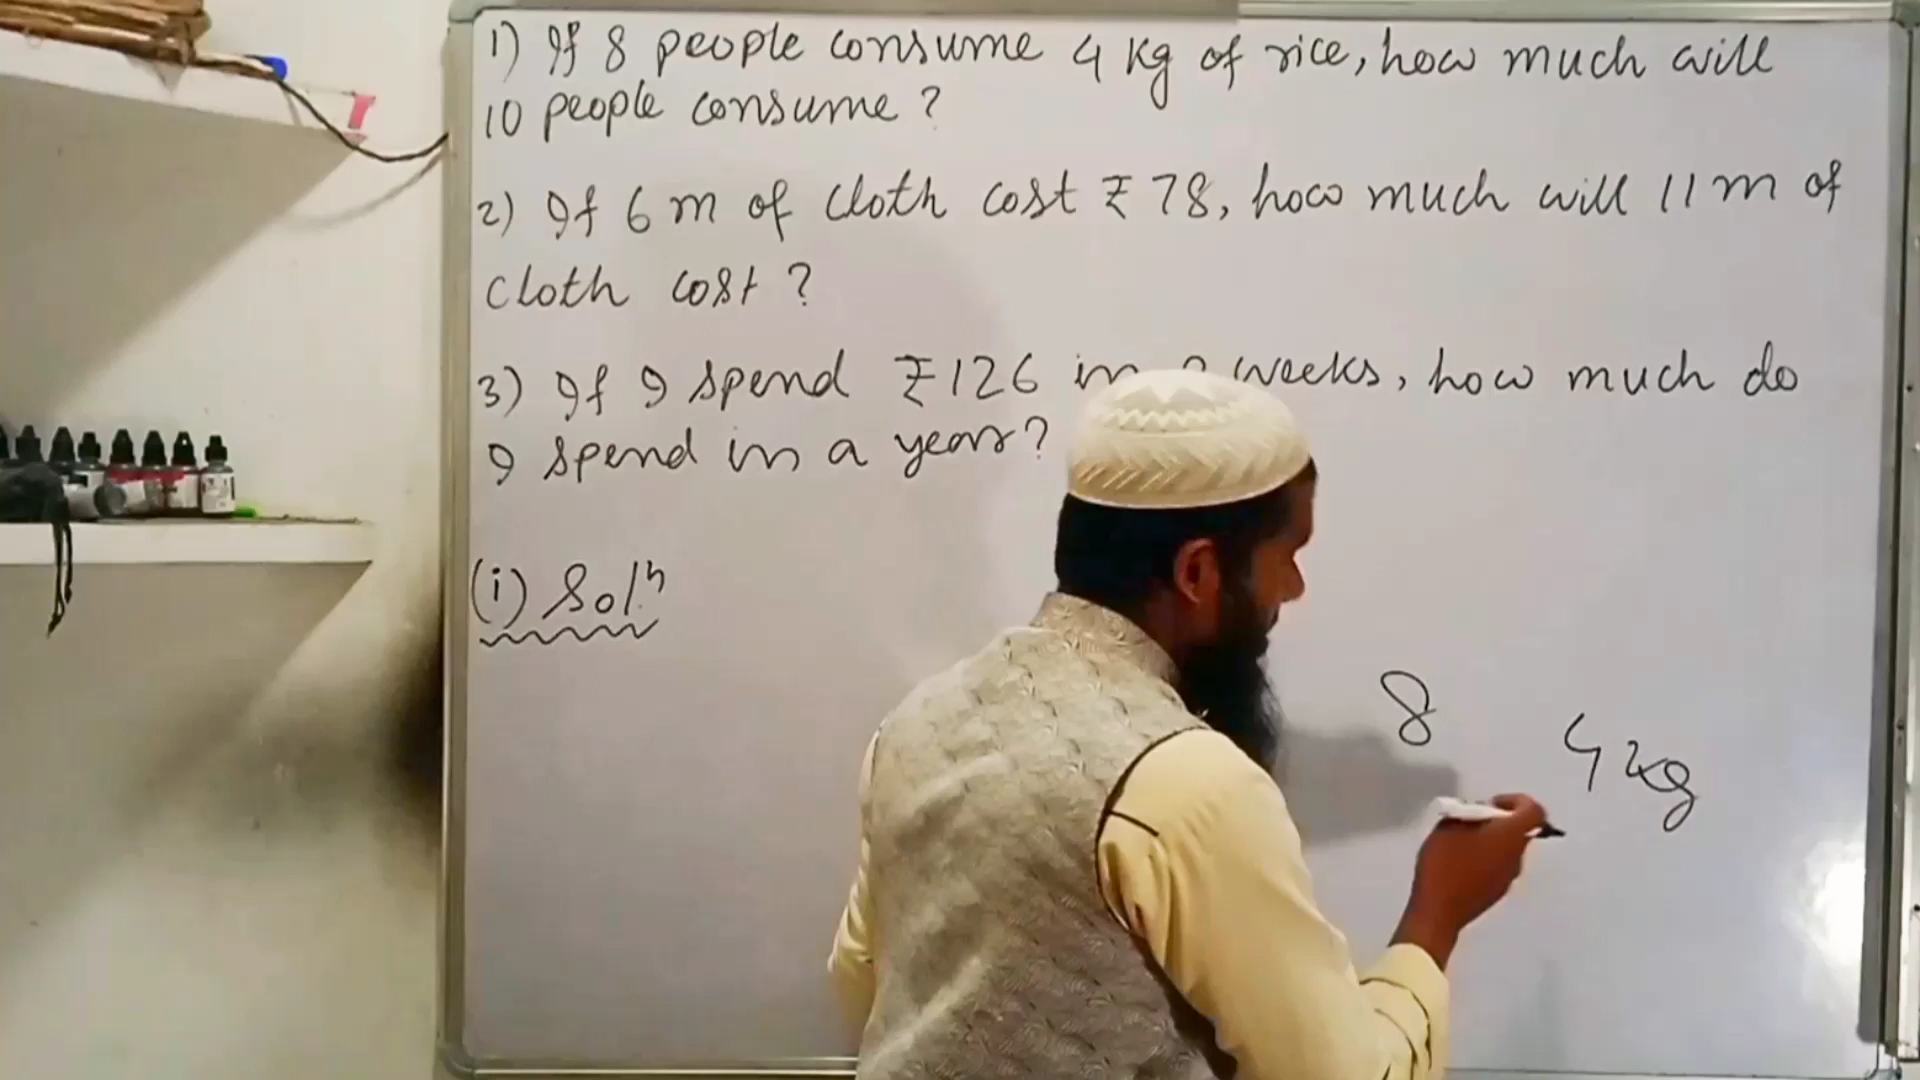 1) If 8 people consume 4 kg of rice, how much will
10 people consume?
2) If 6 m of cloth cost ₹ 78, how much will 11 m of
cloth cost?
3) If I spend ₹ 126 in weeks, how much do
I spend in a year?
(i) Solⁿ
8
4 kg